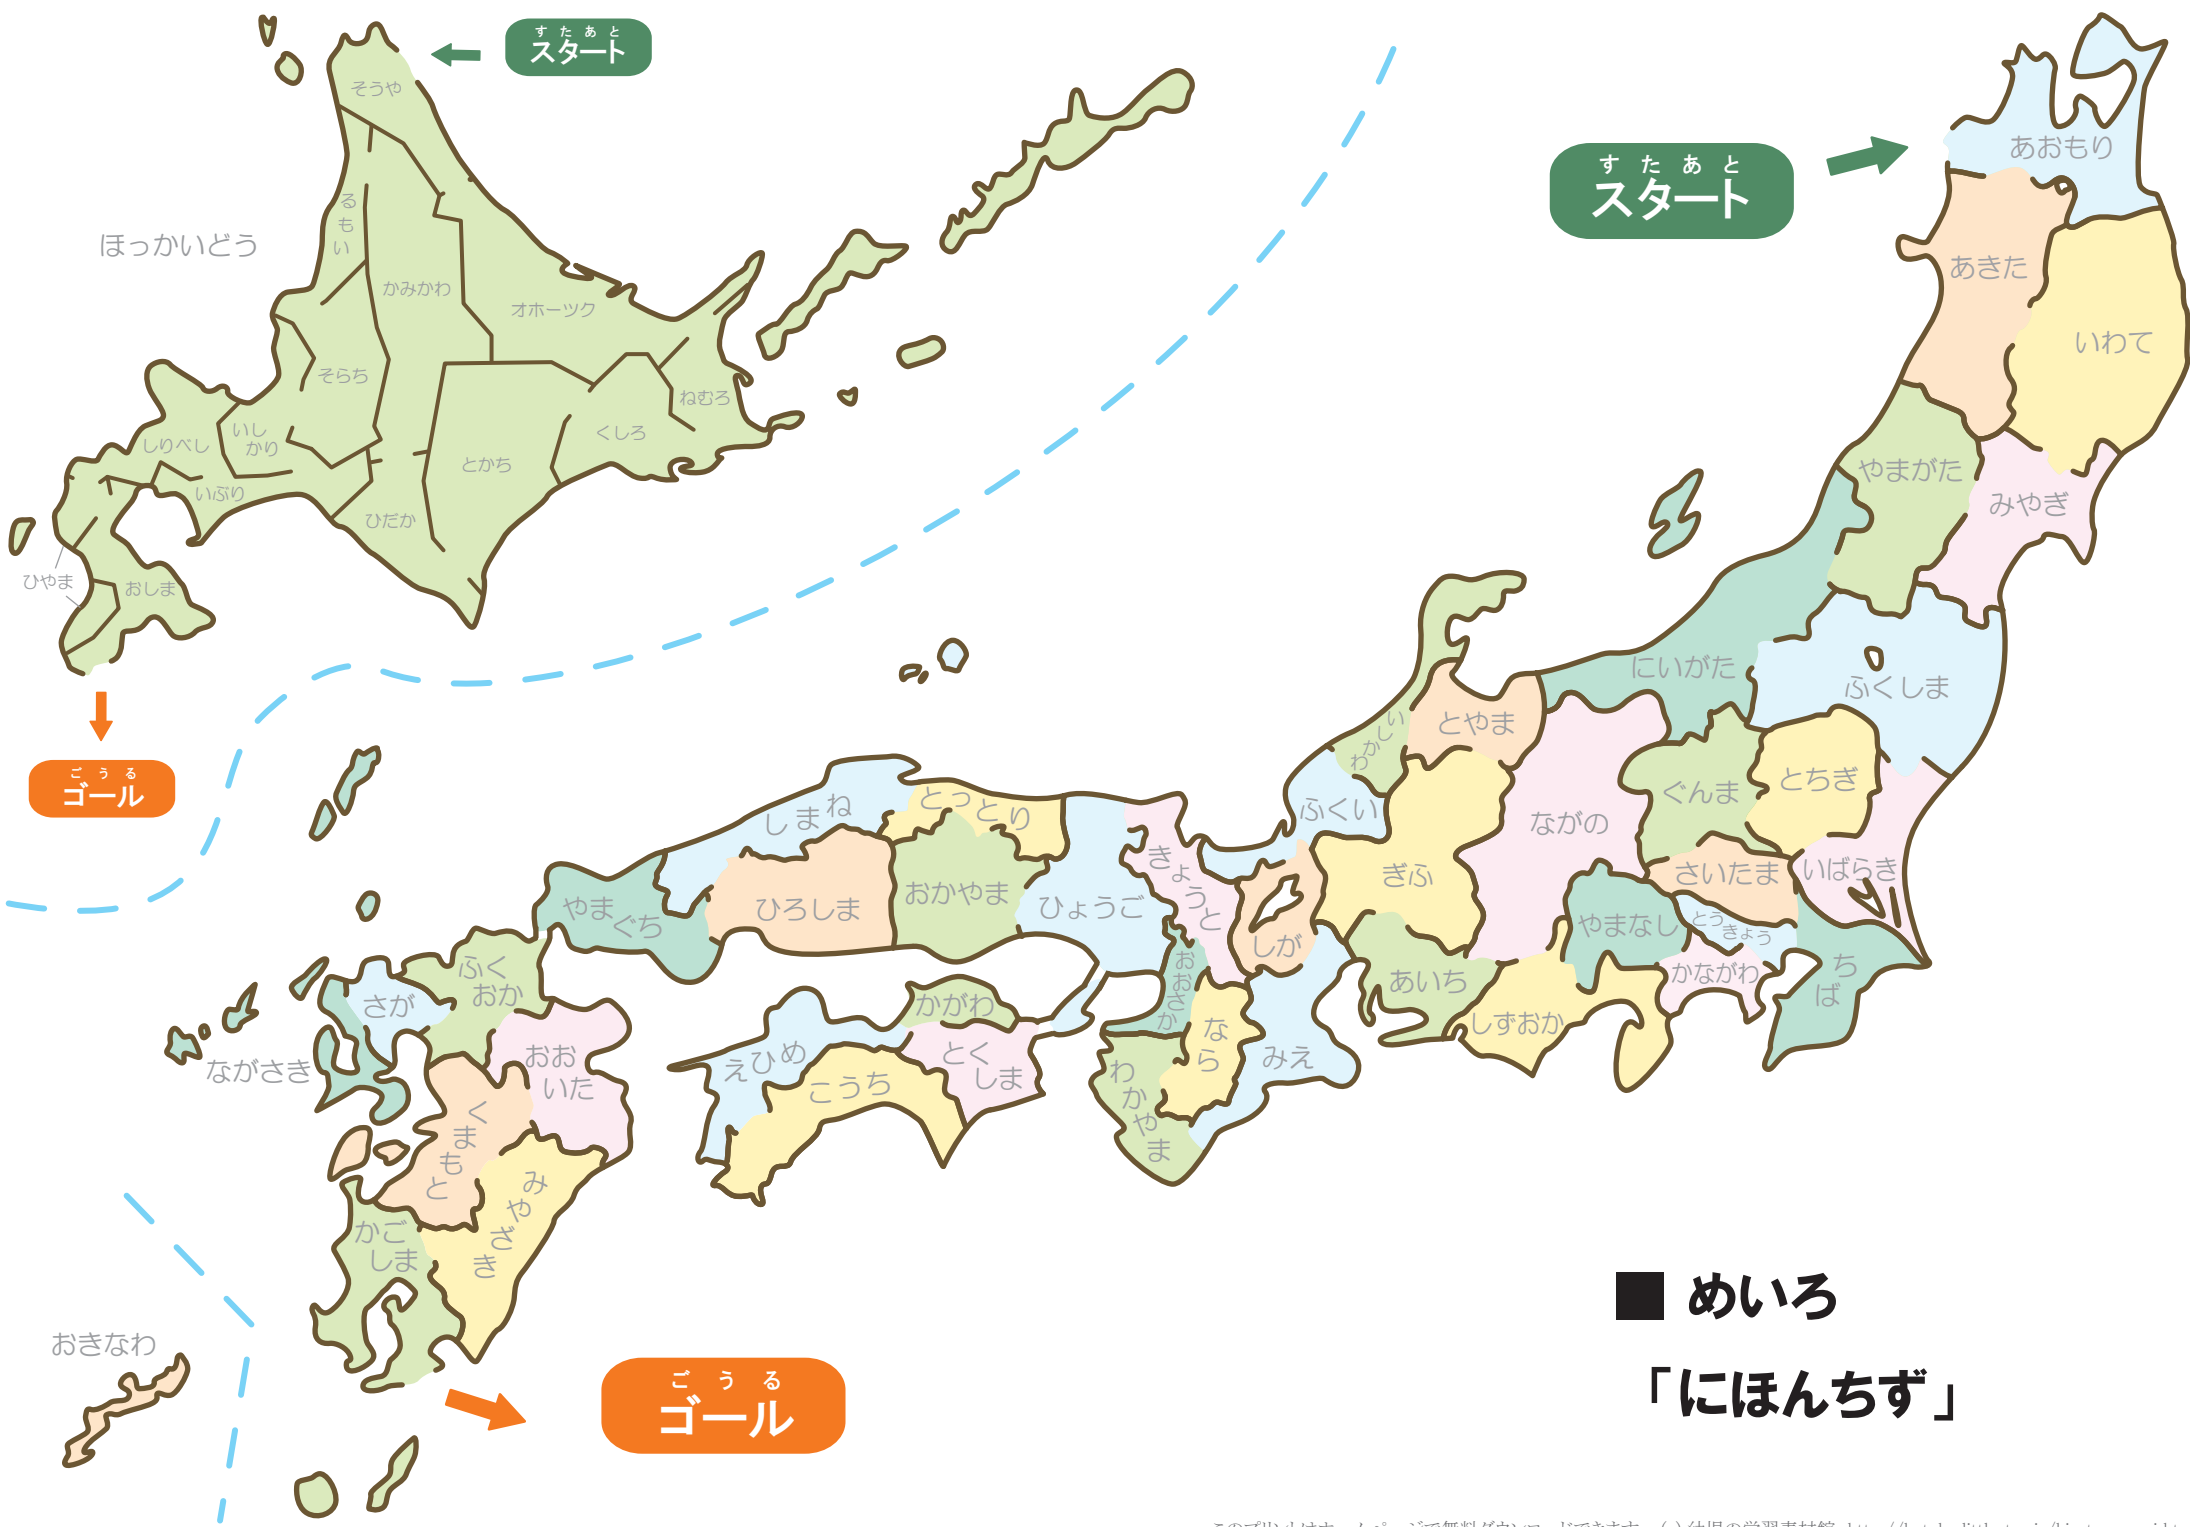 すたあと
スタート
そうや
るもい
ほっかいどう
かみかわ
オホーツク
そらち
ねむろ
しりべし
いし
かり
くしろ
とかち
いぶり
ひだか
ひやま
おしま
ごうる
ゴール
すたあと
スタート
あおもり
あきた
いわて
やまがた
みやぎ
にいがた
ふくしま
とやま
いしかわ
ぐんま
とちぎ
ふくい
ながの
ぎふ
さいたま
いばらき
やまなし
とうきょう
かながわ
ちば
あいち
しずおか
しが
みえ
きょうと
おおさか
なら
わかやま
ひょうご
とっとり
しまね
おかやま
ひろしま
やまぐち
かがわ
とくしま
えひめ
こうち
ふく
おか
さが
ながさき
おお
いた
くまもと
みやざき
かご
しま
おきなわ
ごうる
ゴール
■ めいろ
「にほんちず」